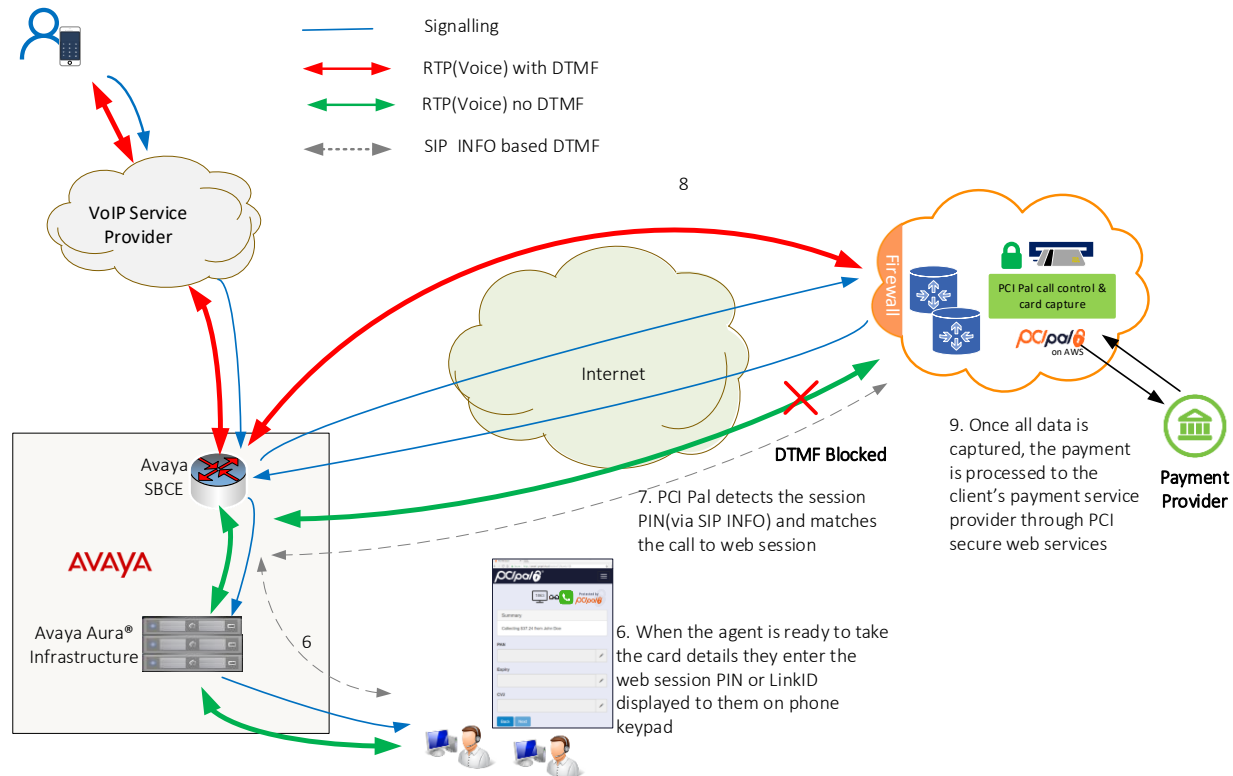 Signalling
RTP(Voice) with DTMF
RTP(Voice) no DTMF
SIP INFO based DTMF
8
VoIP Service
Provider
Internet
Firewall
PCI Pal call control &
card capture
pcipal
on AWS
Avaya
SBCE
DTMF Blocked
7. PCI Pal detects the session
PIN(via SIP INFO) and matches
the call to web session
9. Once all data is
captured, the payment
is processed to the
client's payment service
provider through PCI
secure web services
Payment
Provider
AVAYA
Avaya Aura®
Infrastructure
6
pcipal
pcipal
Summary
PAN
Expiry
CV2
6. When the agent is ready to take
the card details they enter the
web session PIN or LinkID
displayed to them on phone
keypad